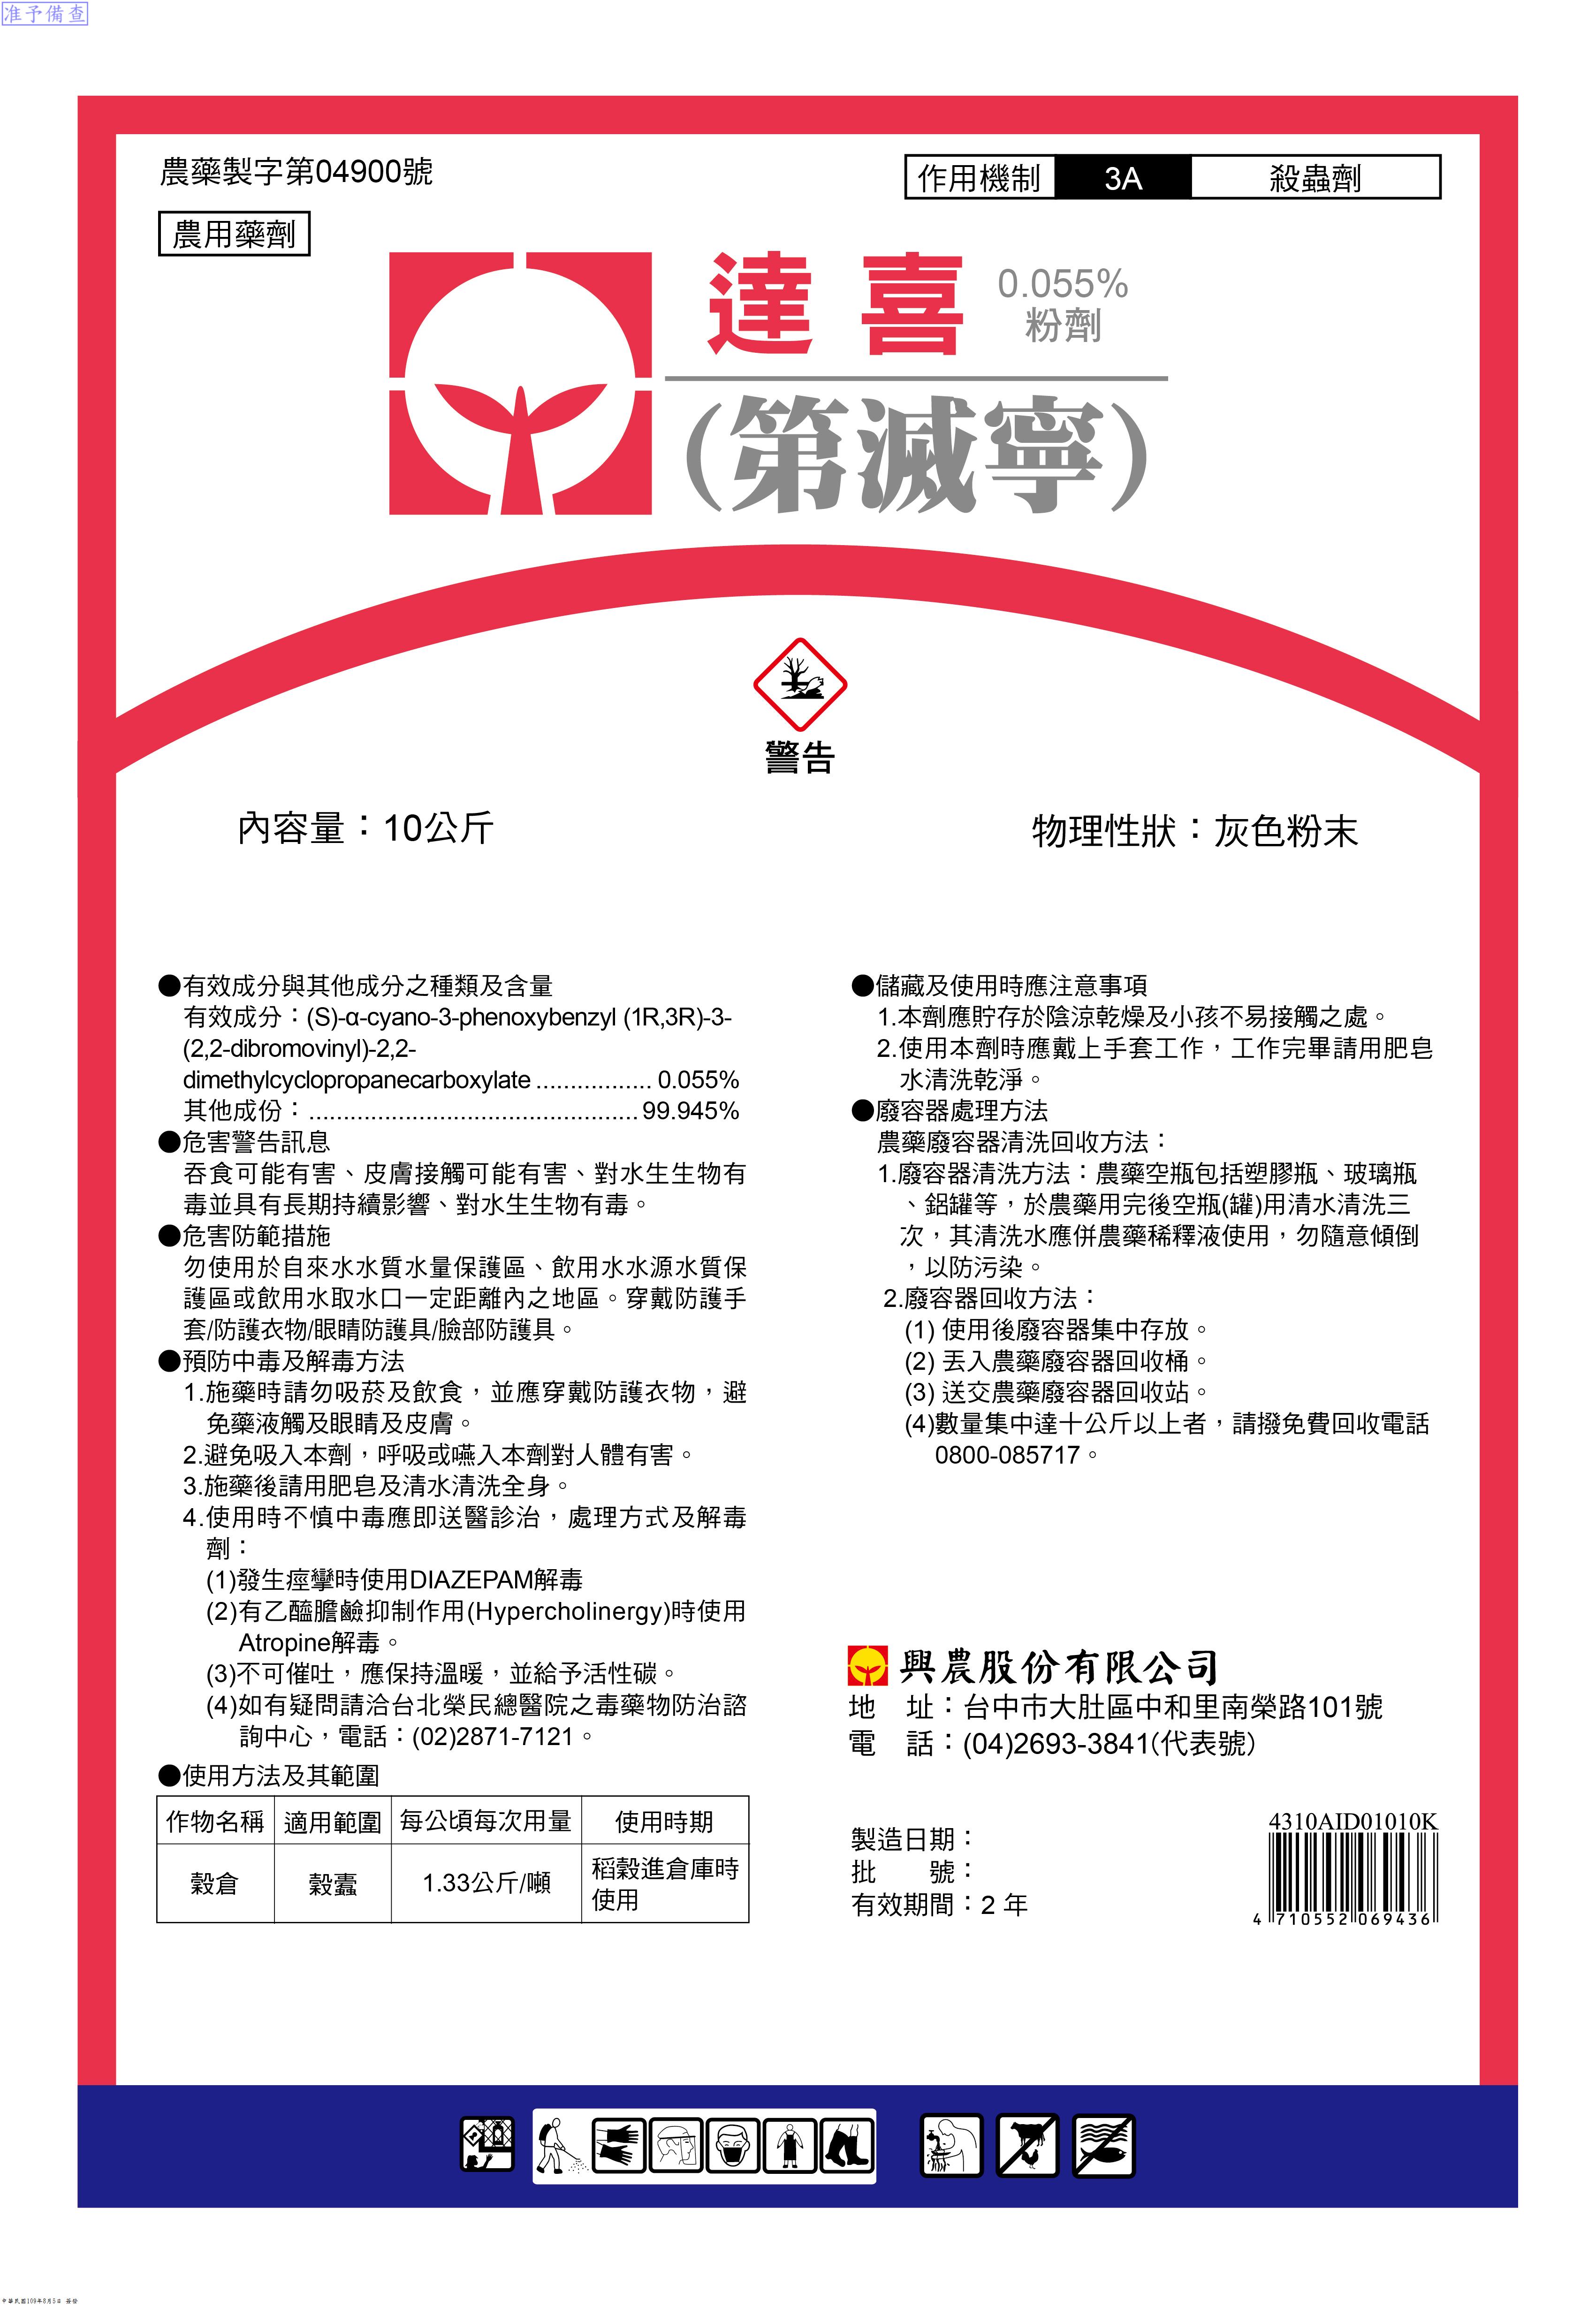 准予備查
農藥製字第04900號
作用機制 3A 殺蟲劑
農用藥劑
達喜 0.055%
粉劑
(第滅寧)
警告
內容量：10公斤
物理性狀：灰色粉末
●有效成分與其他成分之種類及含量
有效成分：(S)-α-cyano-3-phenoxybenzyl (1R,3R)-3-
(2,2-dibromovinyl)-2,2-
dimethylcyclopropanecarboxylate ................. 0.055%
其他成份：................................................ 99.945%
●危害警告訊息
吞食可能有害、皮膚接觸可能有害、對水生生物有
毒並具有長期持續影響、對水生生物有毒。
●危害防範措施
勿使用於自來水水質水量保護區、飲用水水源水質保
護區或飲用水取水口一定距離內之地區。穿戴防護手
套/防護衣物/眼睛防護具/臉部防護具。
●預防中毒及解毒方法
1.施藥時請勿吸菸及飲食，並應穿戴防護衣物，避
免藥液觸及眼睛及皮膚。
2.避免吸入本劑，呼吸或嚥入本劑對人體有害。
3.施藥後請用肥皂及清水清洗全身。
4.使用時不慎中毒應即送醫診治，處理方式及解毒
劑：
(1)發生痙攣時使用DIAZEPAM解毒
(2)有乙醯膽鹼抑制作用(Hypercholinergy)時使用
Atropine解毒。
(3)不可催吐，應保持溫暖，並給予活性碳。
(4)如有疑問請洽台北榮民總醫院之毒藥物防治諮
詢中心，電話：(02)2871-7121。
●使用方法及其範圍
作物名稱 適用範圍 每公頃每次用量 使用時期
穀倉 穀蠹 1.33公斤/噸 稻穀進倉庫時
使用
●儲藏及使用時應注意事項
1.本劑應貯存於陰涼乾燥及小孩不易接觸之處。
2.使用本劑時應戴上手套工作，工作完畢請用肥皂
水清洗乾淨。
●廢容器處理方法
農藥廢容器清洗回收方法：
1.廢容器清洗方法：農藥空瓶包括塑膠瓶、玻璃瓶
、鋁罐等，於農藥用完後空瓶(罐)用清水清洗三
次，其清洗水應併農藥稀釋液使用，勿隨意傾倒
，以防污染。
2.廢容器回收方法：
(1) 使用後廢容器集中存放。
(2) 丟入農藥廢容器回收桶。
(3) 送交農藥廢容器回收站。
(4)數量集中達十公斤以上者，請撥免費回收電話
0800-085717。
興農股份有限公司
地　址：台中市大肚區中和里南榮路101號
電　話：(04)2693-3841(代表號)
製造日期：
批　　號：
有效期間：2 年
4310AID01010K
4 710552 069436
中華民國109年8月5日 簽發